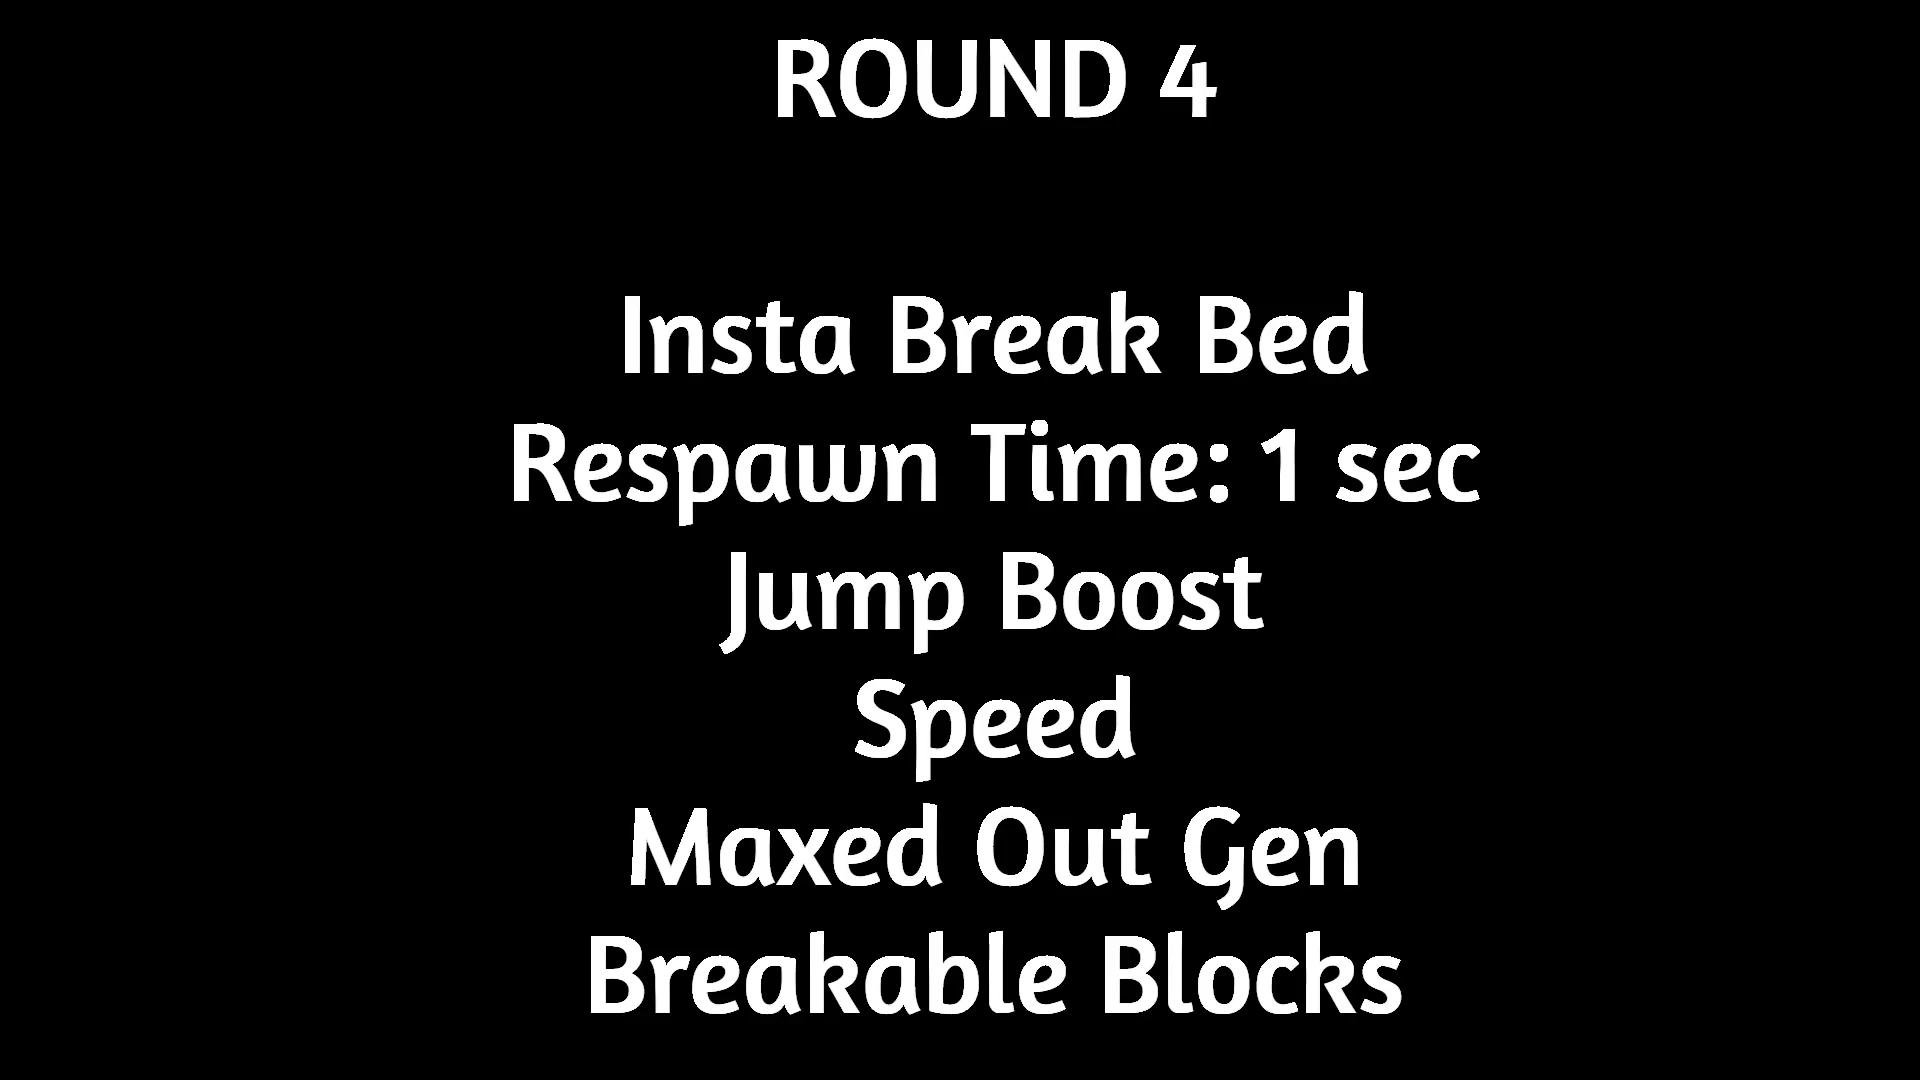 ROUND 4
Insta Break Bed
Respawn Time: 1 sec
Jump Boost
Speed
Maxed Out Gen
Breakable Blocks